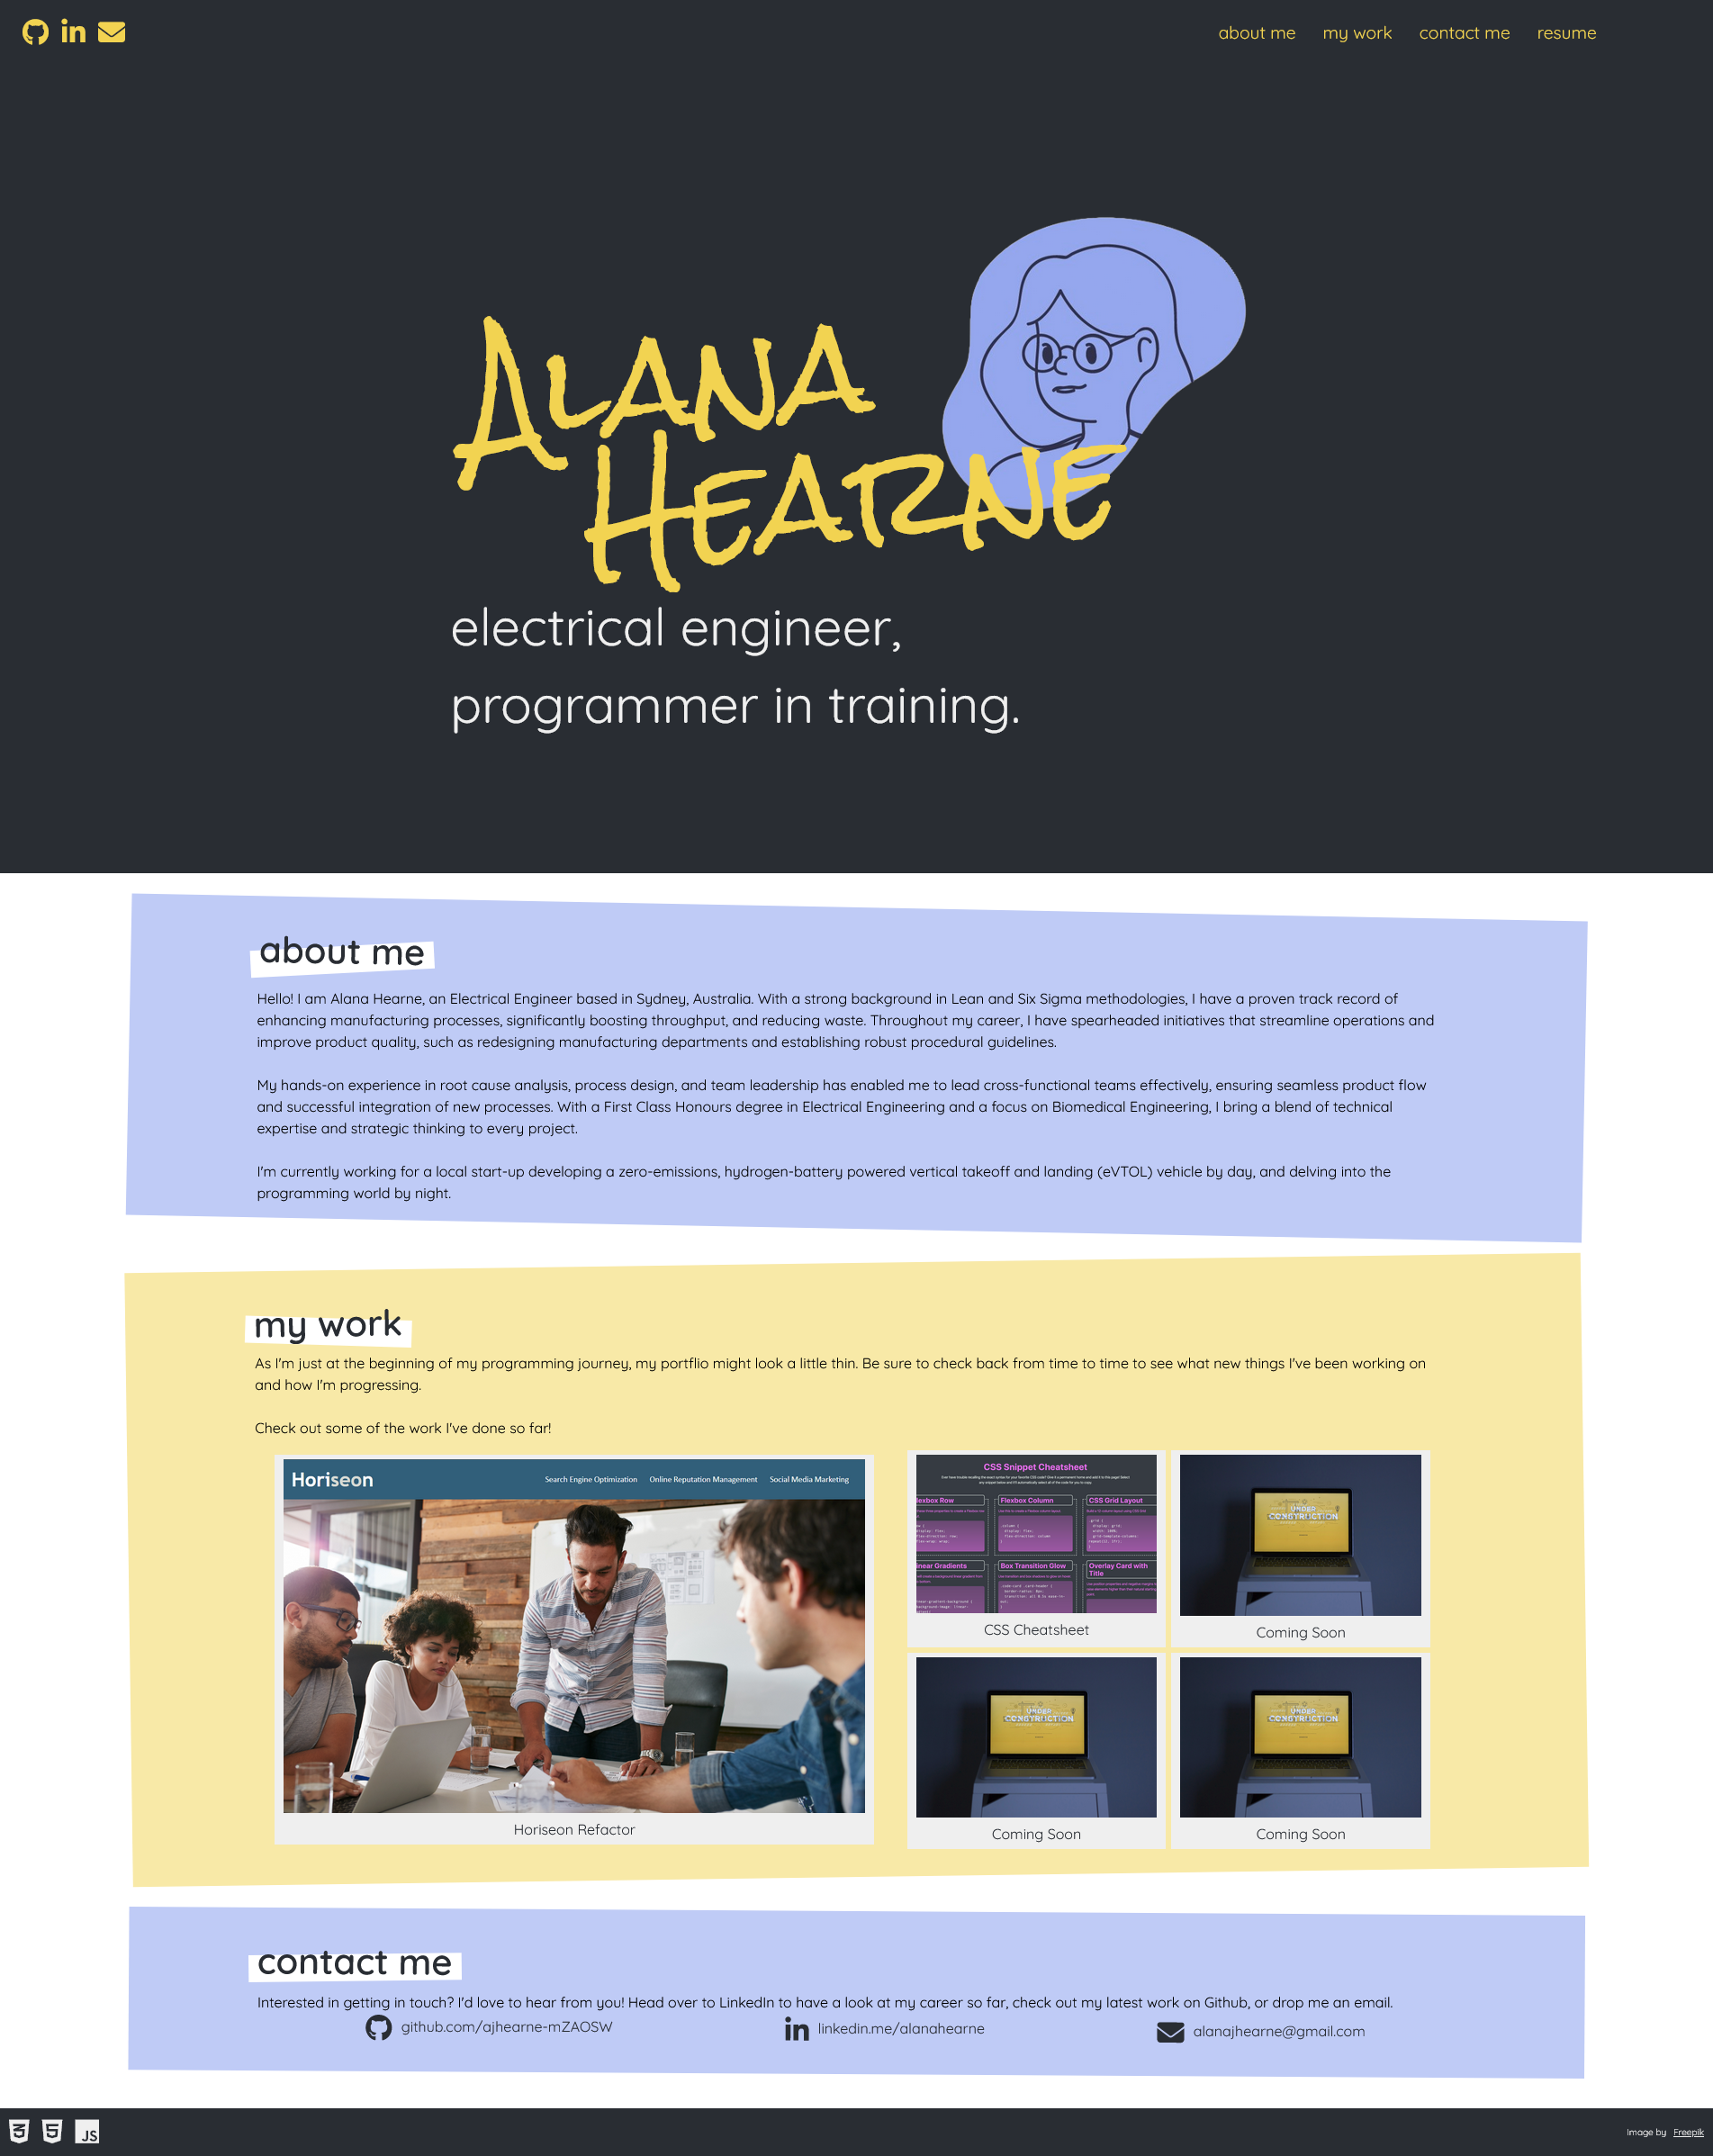 about me my work contact me resume
Alana
Hearne
electrical engineer,
programmer in training.
about me
Hello! I am Alana Hearne, an Electrical Engineer based in Sydney, Australia. With a strong background in Lean and Six Sigma methodologies, I have a proven track record of
enhancing manufacturing processes, significantly boosting throughput, and reducing waste. Throughout my career, I have spearheaded initiatives that streamline operations and
improve product quality, such as redesigning manufacturing departments and establishing robust procedural guidelines.
My hands-on experience in root cause analysis, process design, and team leadership has enabled me to lead cross-functional teams effectively, ensuring seamless product flow
and successful integration of new processes. With a First Class Honours degree in Electrical Engineering and a focus on Biomedical Engineering, I bring a blend of technical
expertise and strategic thinking to every project.
I'm currently working for a local start-up developing a zero-emissions, hydrogen-battery powered vertical takeoff and landing (eVTOL) vehicle by day, and delving into the
programming world by night.
my work
As I'm just at the beginning of my programming journey, my portflio might look a little thin. Be sure to check back from time to time to see what new things I've been working on
and how I'm progressing.
Check out some of the work I've done so far!
Horiseon
Search Engine Optimization Online Reputation Management Social Media Marketing
Horiseon Refactor
CSS Snippet Cheatsheet
Flexbox Column
CSS Grid Layout
Box Transition Glow
Overlay Card with
Title
CSS Cheatsheet
UNDER
CONSTRUCTION
Coming Soon
UNDER
CONSTRUCTION
Coming Soon
UNDER
CONSTRUCTION
Coming Soon
contact me
Interested in getting in touch? I'd love to hear from you! Head over to LinkedIn to have a look at my career so far, check out my latest work on Github, or drop me an email.
github.com/ajhearne-mZAOSW
linkedin.me/alanahearne
alanajhearne@gmail.com
JS
Image by Freepik